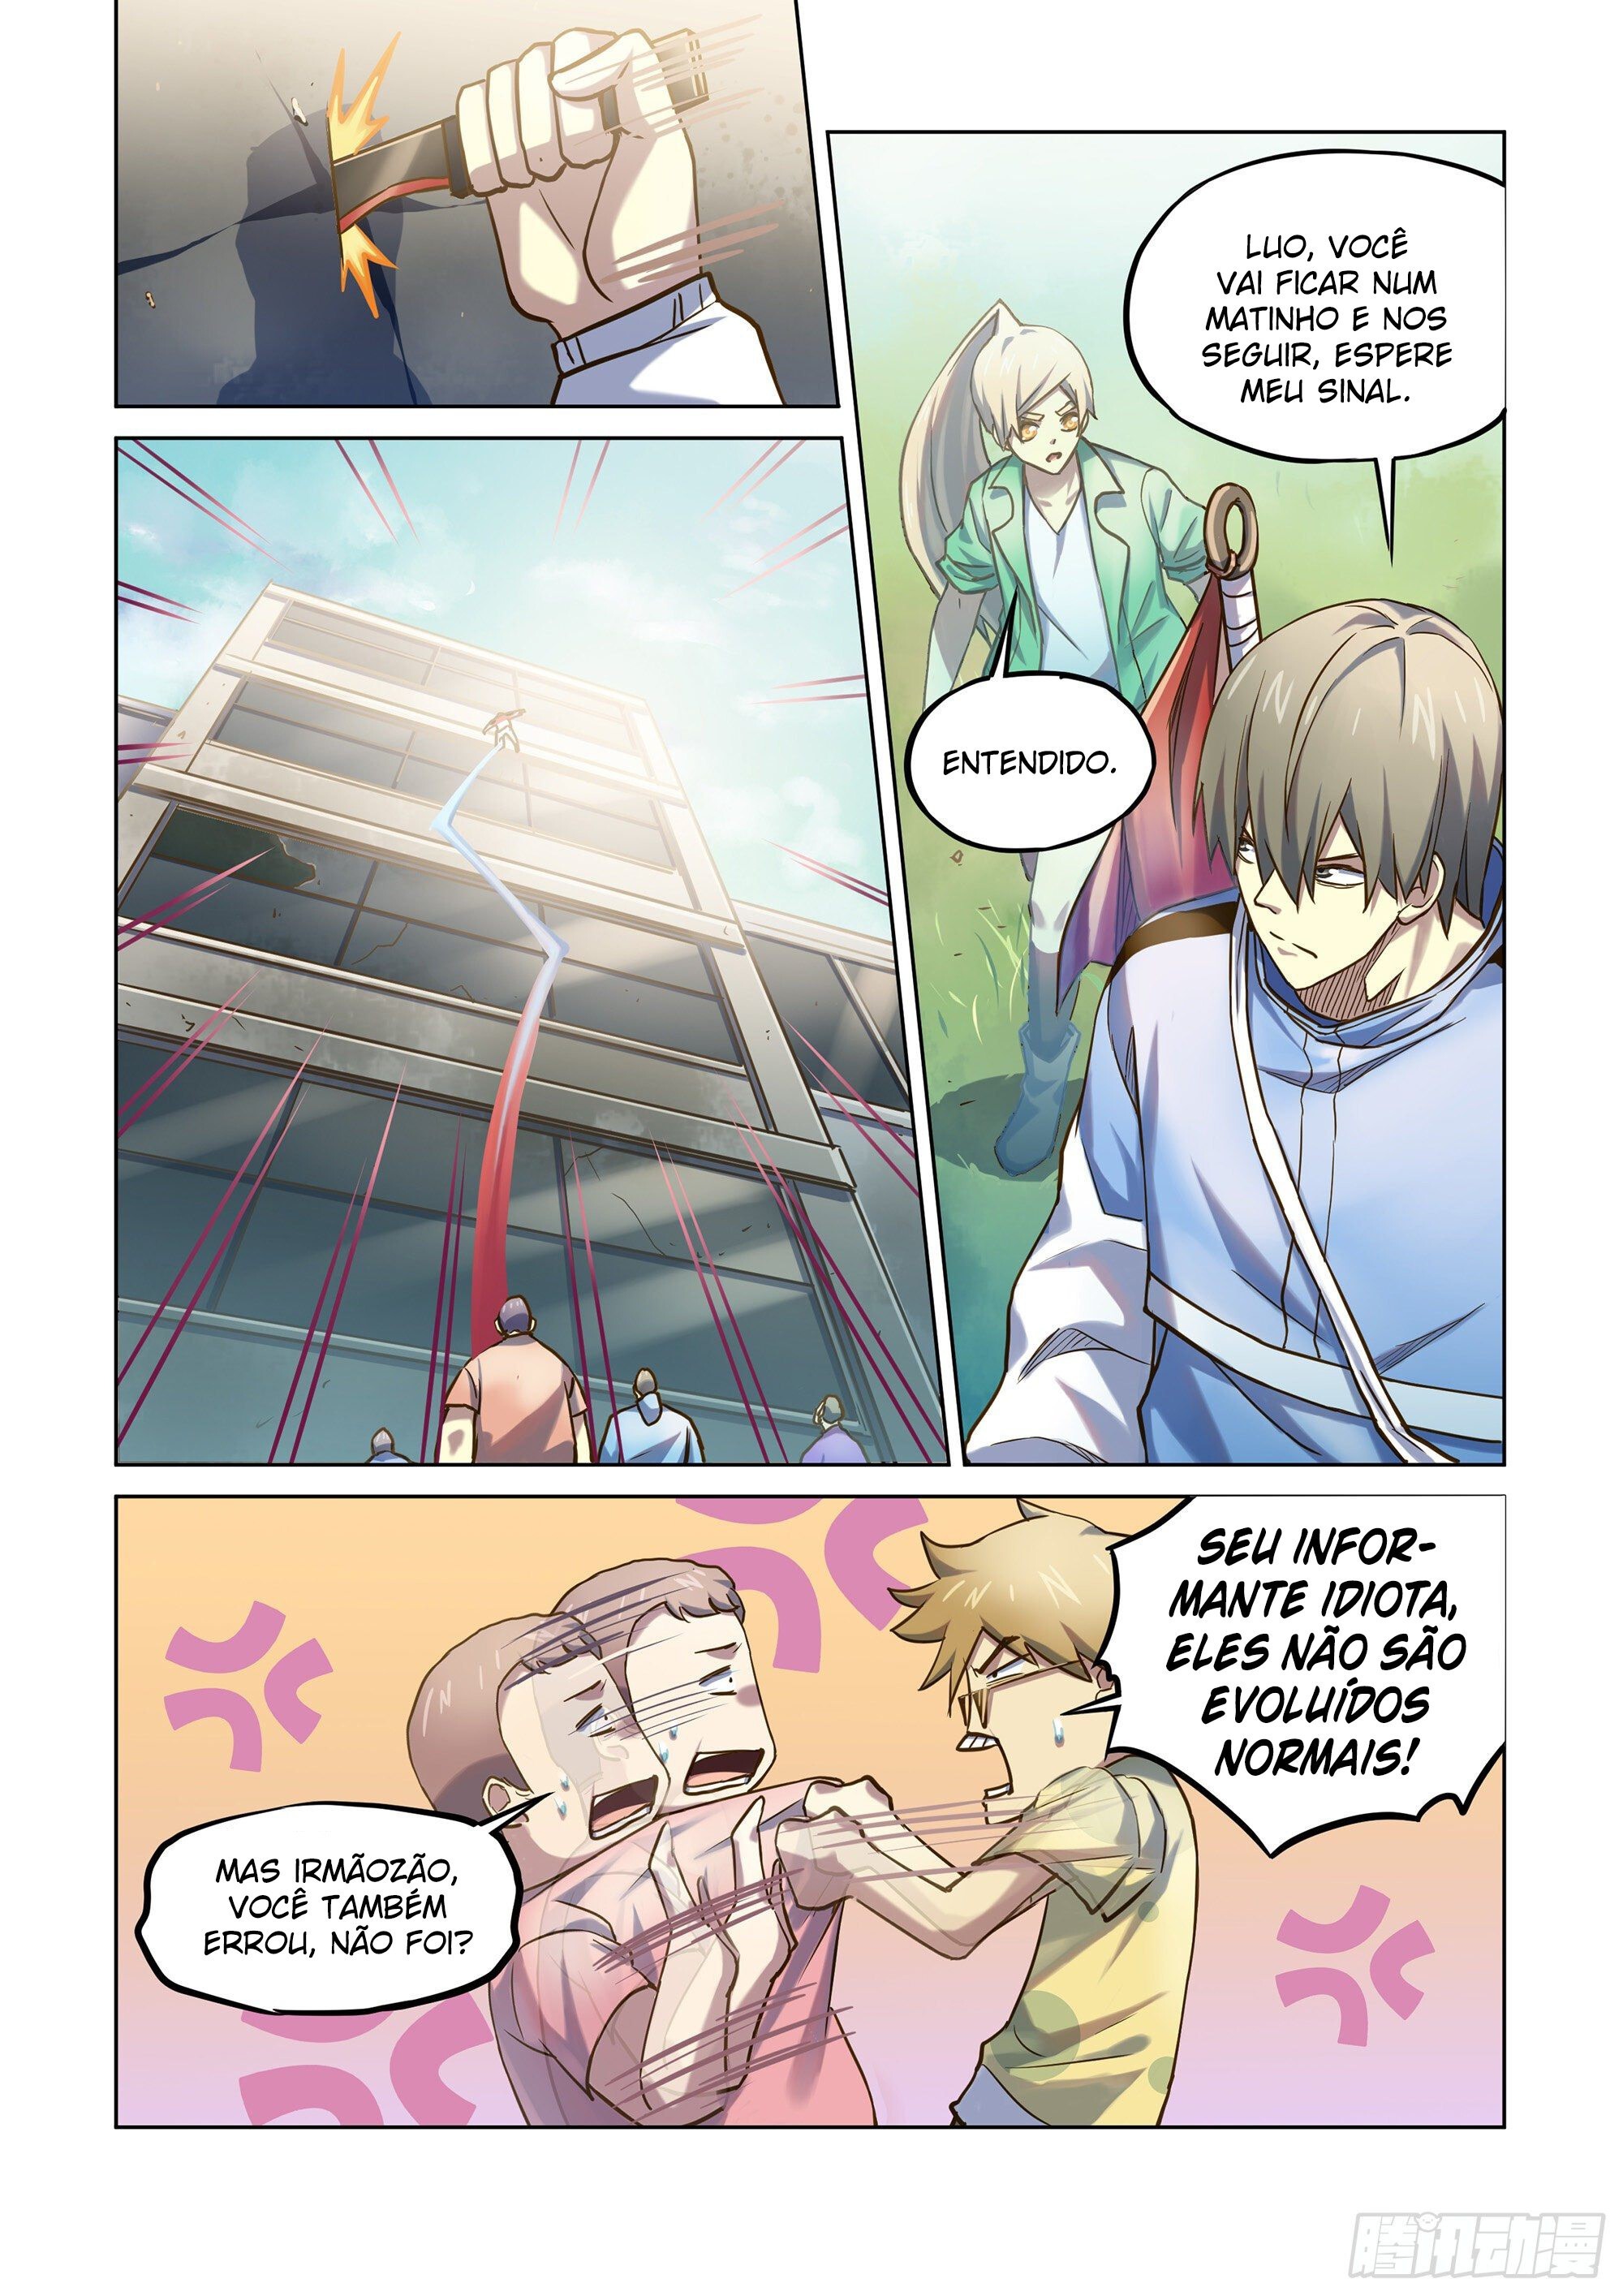 LUO, VOCÊ
VAI FICAR NUM
MATINHO E NOS
SEGUIR, ESPERE
MEU SINAL.
ENTENDIDO.
SEU INFOR-
MANTE IDIOTA,
ELES NÃO SÃO
EVOLUÍDOS
NORMAIS!
MAS IRMÃOZÃO,
VOCÊ TAMBÉM
ERROU, NÃO FOI?
腾讯动漫